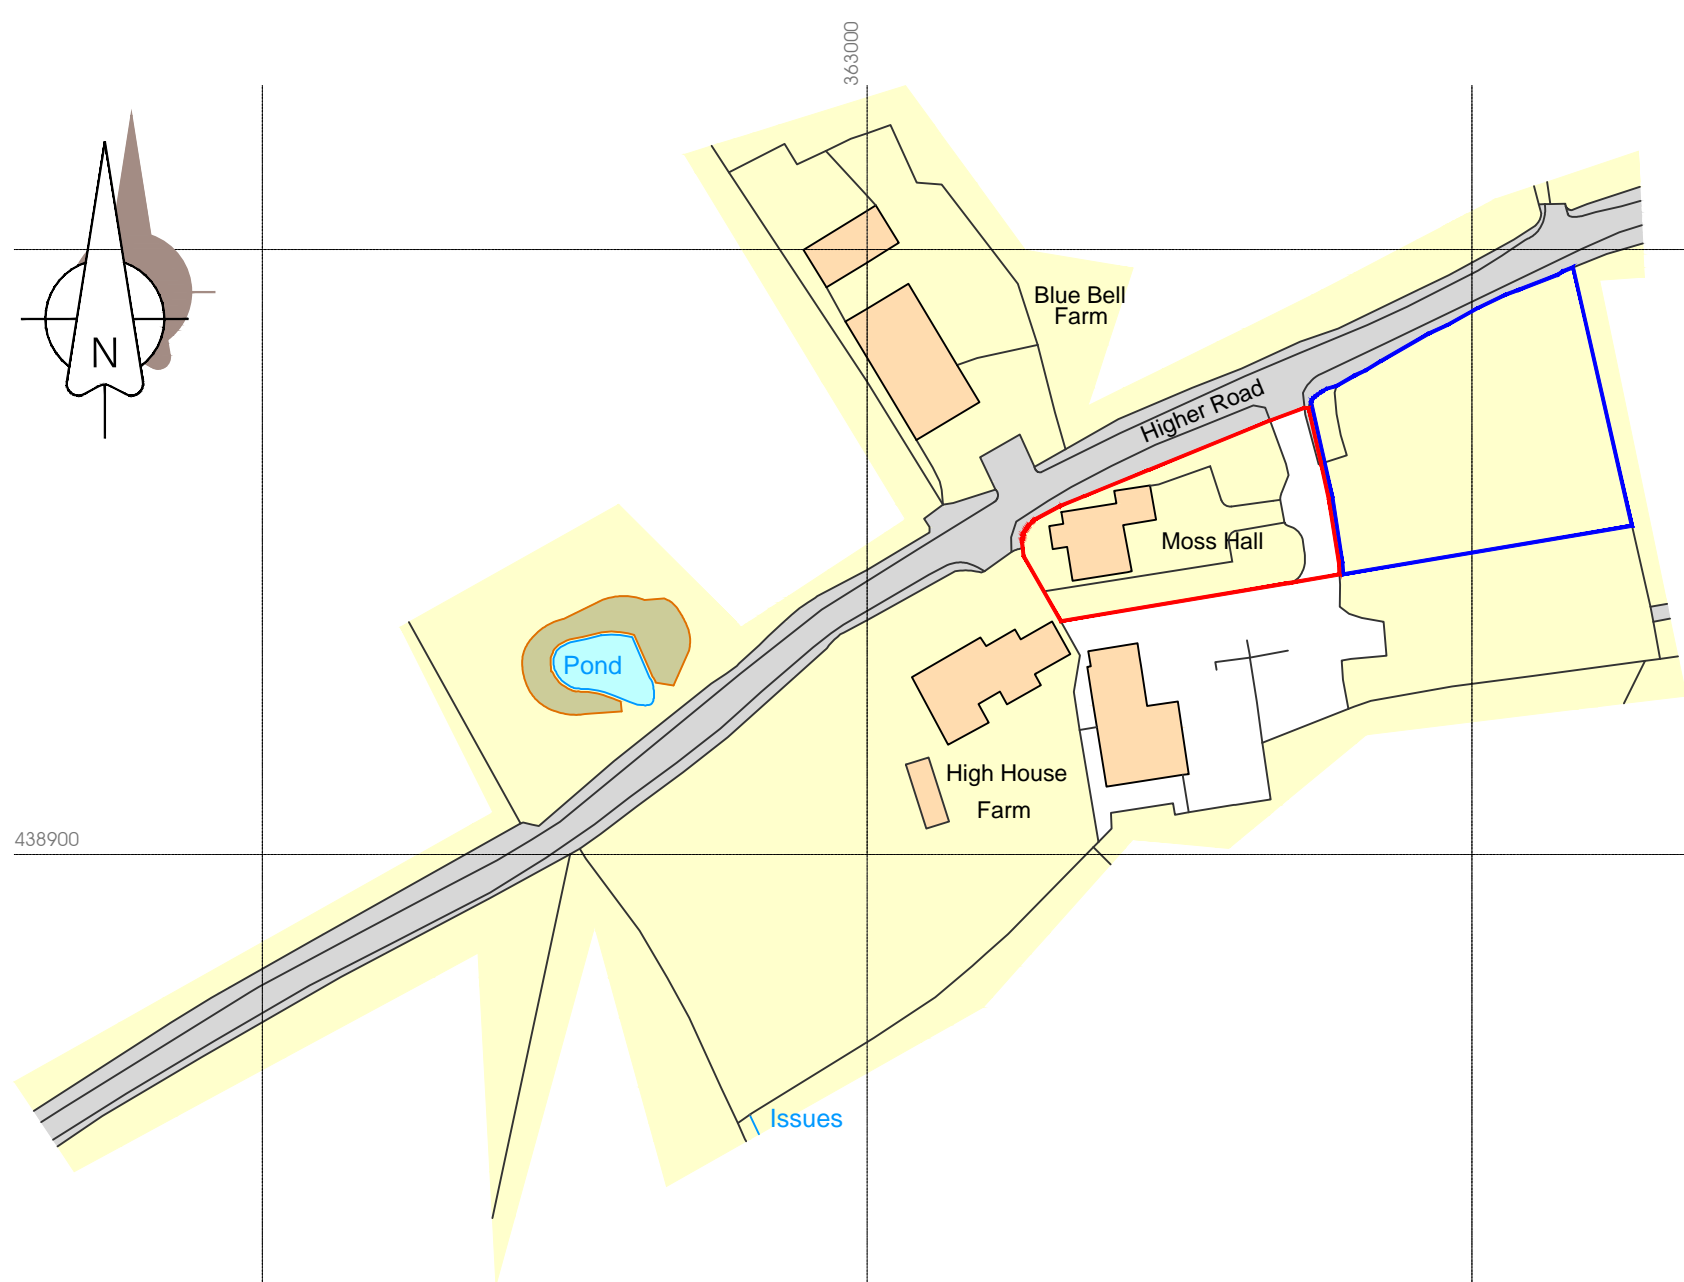 363000
N
Blue Bell
Farm
Higher Road
Moss Hall
Pond
High House
Farm
438900
Issues